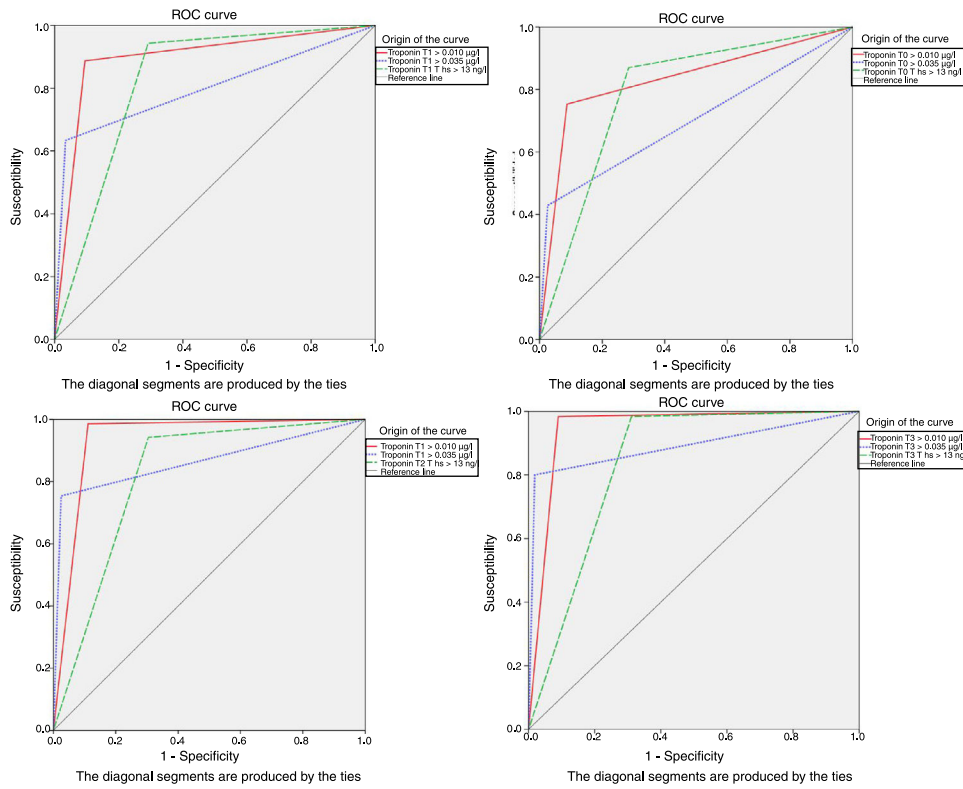 ROC curve
Origin of the curve
Troponin T1 > 0.010 µg/l
Troponin T1 > 0.035 µg/l
Troponin T1 T hs > 13 ng/l
Reference line
Susceptibility
1.0
0.8
0.6
0.4
0.2
0.0
0.0 0.2 0.4 0.6 0.8 1.0
1 - Specificity
The diagonal segments are produced by the ties
ROC curve
Origin of the curve
Troponin T0 > 0.010 µg/l
Troponin T0 > 0.035 µg/l
Troponin T0 T hs > 13 ng/l
Reference line
Susceptibility
1.0
0.8
0.6
0.4
0.2
0.0
0.0 0.2 0.4 0.6 0.8 1.0
1 - Specificity
The diagonal segments are produced by the ties
ROC curve
Origin of the curve
Troponin T1 > 0.010 µg/l
Troponin T1 > 0.035 µg/l
Troponin T2 T hs > 13 ng/l
Reference line
Susceptibility
1.0
0.8
0.6
0.4
0.2
0.0
0.0 0.2 0.4 0.6 0.8 1.0
1 - Specificity
The diagonal segments are produced by the ties
ROC curve
Origin of the curve
Troponin T3 > 0.010 µg/l
Troponin T3 > 0.035 µg/l
Troponin T3 T hs > 13 ng/l
Reference line
Susceptibility
1.0
0.8
0.6
0.4
0.2
0.0
0.0 0.2 0.4 0.6 0.8 1.0
1 - Specificity
The diagonal segments are produced by the ties